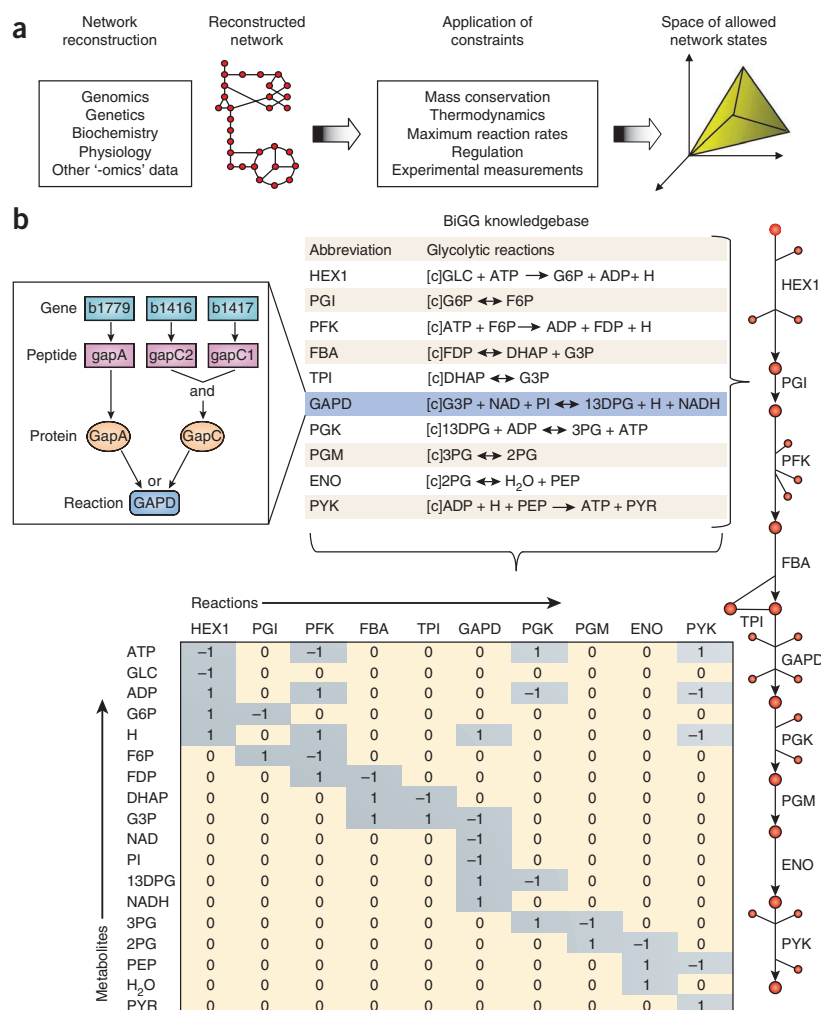 a
Network reconstruction
Reconstructed network
Application of constraints
Space of allowed network states
Genomics
Genetics
Biochemistry
Physiology
Other '-omics' data
Mass conservation
Thermodynamics
Maximum reaction rates
Regulation
Experimental measurements
b
BiGG knowledgebase
Abbreviation Glycolytic reactions
HEX1 [c]GLC + ATP → G6P + ADP+ H
PGI [c]G6P ↔ F6P
PFK [c]ATP + F6P → ADP + FDP + H
FBA [c]FDP ↔ DHAP + G3P
TPI [c]DHAP ↔ G3P
GAPD [c]G3P + NAD + PI ↔ 13DPG + H + NADH
PGK [c]13DPG + ADP ↔ 3PG + ATP
PGM [c]3PG ↔ 2PG
ENO [c]2PG ↔ H₂O + PEP
PYK [c]ADP + H + PEP → ATP + PYR
Gene b1779 b1416 b1417
Peptide gapA gapC2 gapC1
and
Protein GapA GapC
or
Reaction GAPD
HEX1
PGI
PFK
FBA
TPI
GAPD
PGK
PGM
ENO
PYK
Reactions
HEX1 PGI PFK FBA TPI GAPD PGK PGM ENO PYK
Metabolites
ATP –1 0 –1 0 0 0 1 0 0 1
GLC –1 0 0 0 0 0 0 0 0 0
ADP 1 0 1 0 0 0 –1 0 0 –1
G6P 1 –1 0 0 0 0 0 0 0 0
H 1 0 1 0 0 1 0 0 0 –1
F6P 0 1 –1 0 0 0 0 0 0 0
FDP 0 0 1 –1 0 0 0 0 0 0
DHAP 0 0 0 1 –1 0 0 0 0 0
G3P 0 0 0 1 1 –1 0 0 0 0
NAD 0 0 0 0 0 –1 0 0 0 0
PI 0 0 0 0 0 –1 0 0 0 0
13DPG 0 0 0 0 0 1 –1 0 0 0
NADH 0 0 0 0 0 1 0 0 0 0
3PG 0 0 0 0 0 0 1 –1 0 0
2PG 0 0 0 0 0 0 0 1 –1 0
PEP 0 0 0 0 0 0 0 0 1 –1
H₂O 0 0 0 0 0 0 0 0 1 0
PYR 0 0 0 0 0 0 0 0 0 1